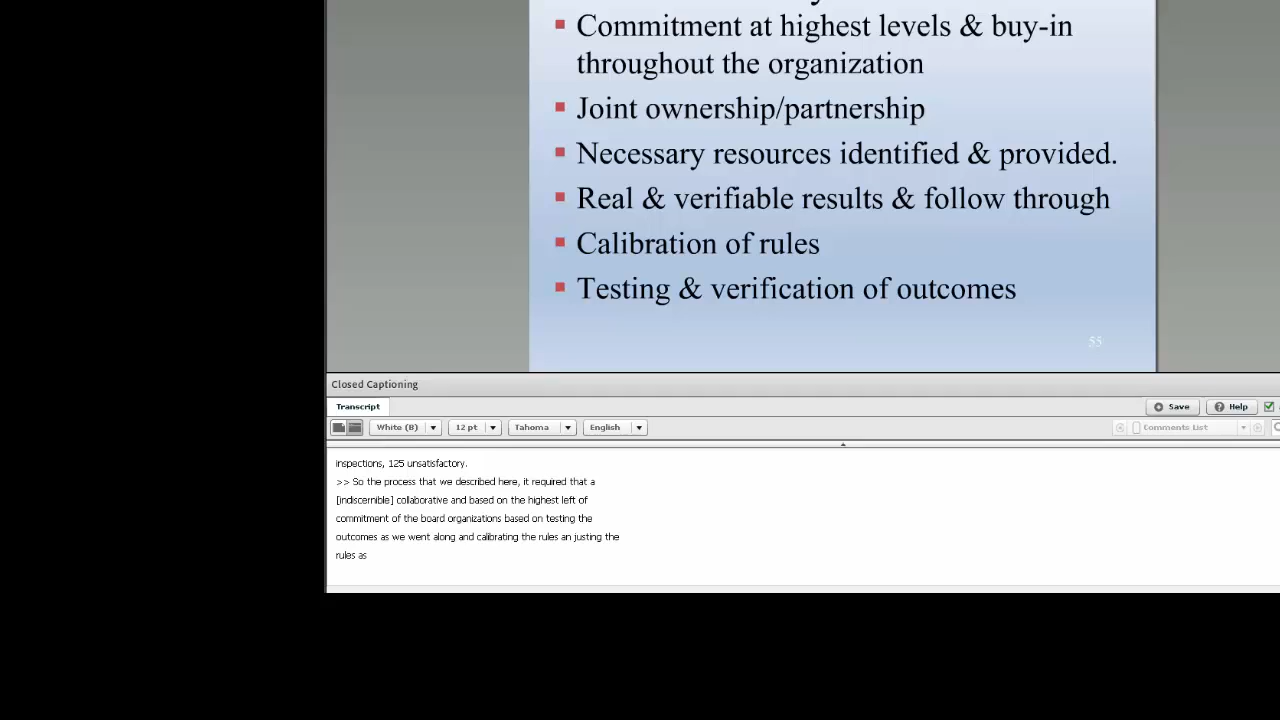 Commitment at highest levels & buy-in
throughout the organization
Joint ownership/partnership
Necessary resources identified & provided.
Real & verifiable results & follow through
Calibration of rules
Testing & verification of outcomes
55
Closed Captioning
Transcript
Save
Help
White (8)
12 pt
Tahoma
English
Comments List
inspections, 125 unsatisfactory.
>> So the process that we described here, it required that a
[indiscernible] collaborative and based on the highest left of
commitment of the board organizations based on testing the
outcomes as we went along and calibrating the rules an justing the
rules as